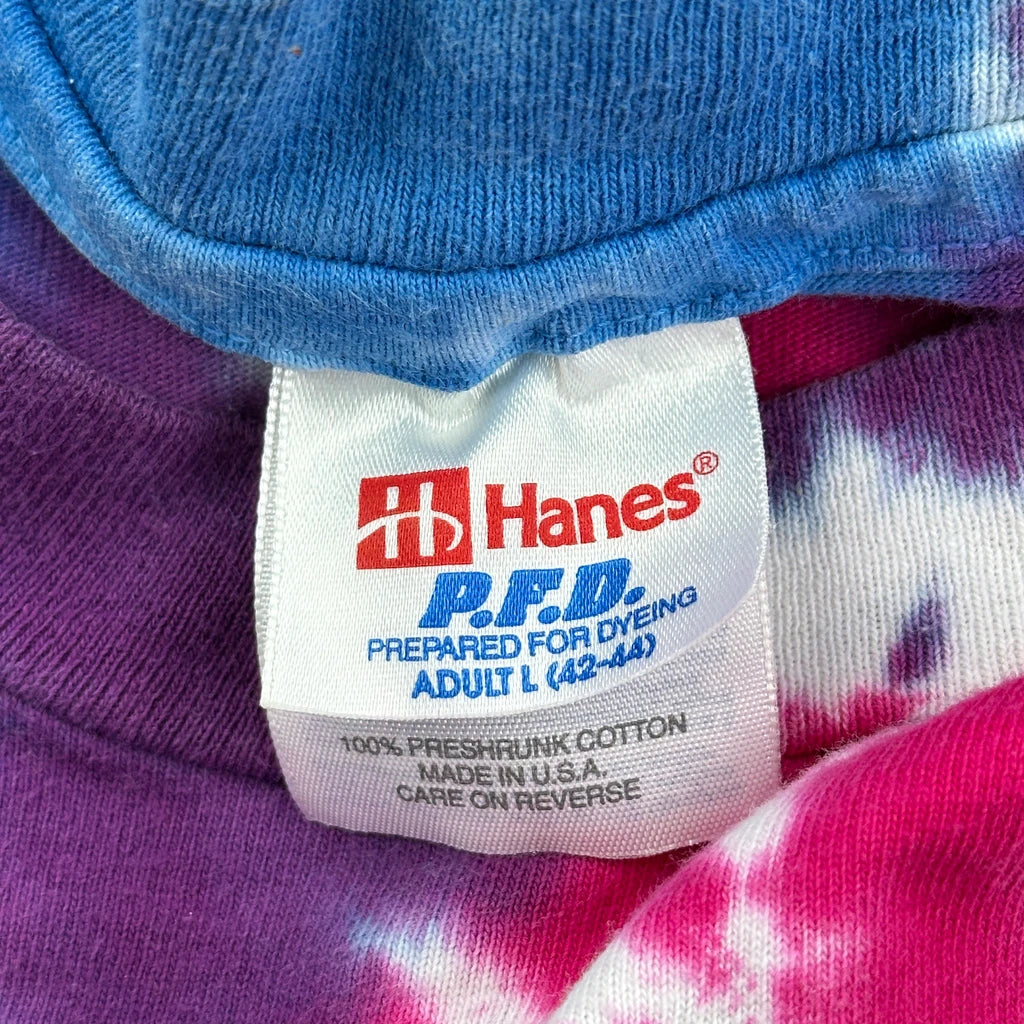 H Hanes®
P.F.D.
PREPARED FOR DYEING
ADULT L (42-44)
100% PRESHRUNK COTTON
MADE IN U.S.A.
CARE ON REVERSE